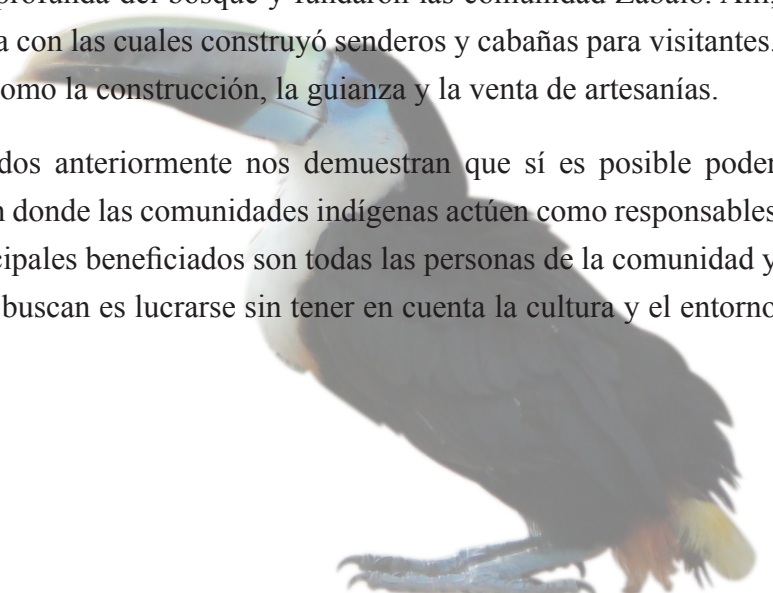 profunda del bosque y fundaron las comunidad Zábalo. Allí,
a con las cuales construyó senderos y cabañas para visitantes.
omo la construcción, la guianza y la venta de artesanías.
dos anteriormente nos demuestran que sí es posible poder
donde las comunidades indígenas actúen como responsables
cipales beneficiados son todas las personas de la comunidad y
buscan es lucrarse sin tener en cuenta la cultura y el entorno